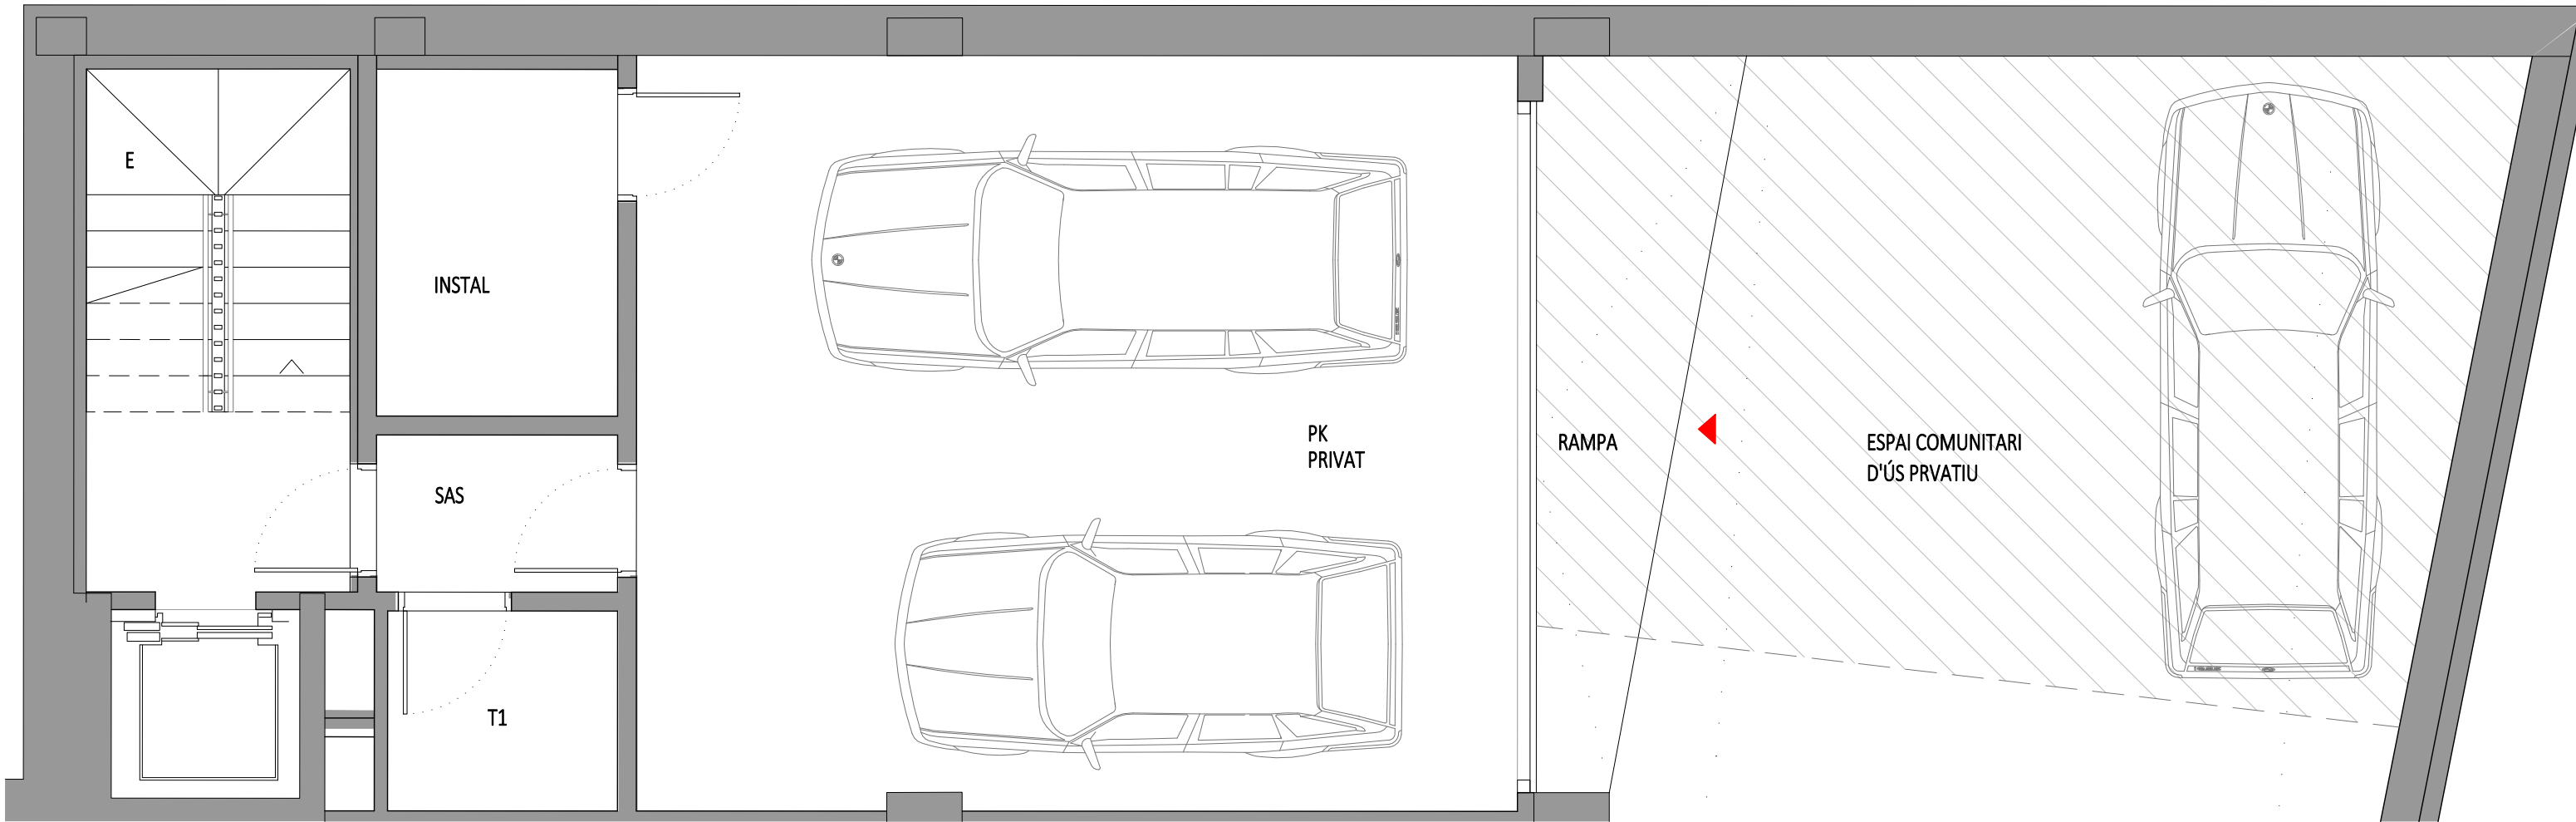 E
INSTAL
SAS
T1
PK
PRIVAT
RAMPA
ESPAI COMUNITARI
D'ÚS PRVATIU